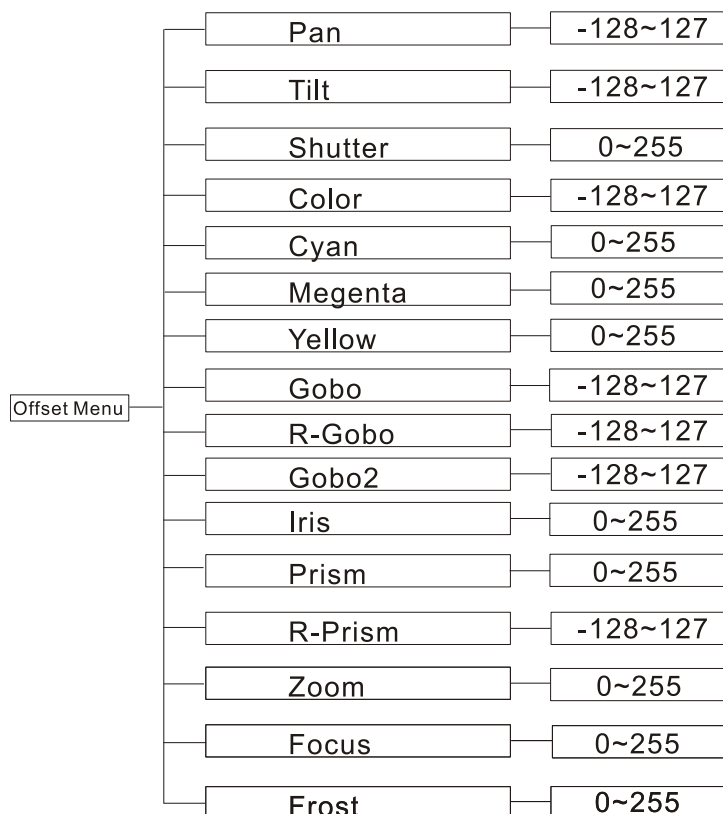 Pan -128~127
Tilt -128~127
Shutter 0~255
Color -128~127
Cyan 0~255
Megenta 0~255
Yellow 0~255
Gobo -128~127
Offset Menu
R-Gobo -128~127
Gobo2 -128~127
Iris 0~255
Prism 0~255
R-Prism -128~127
Zoom 0~255
Focus 0~255
Frost 0~255